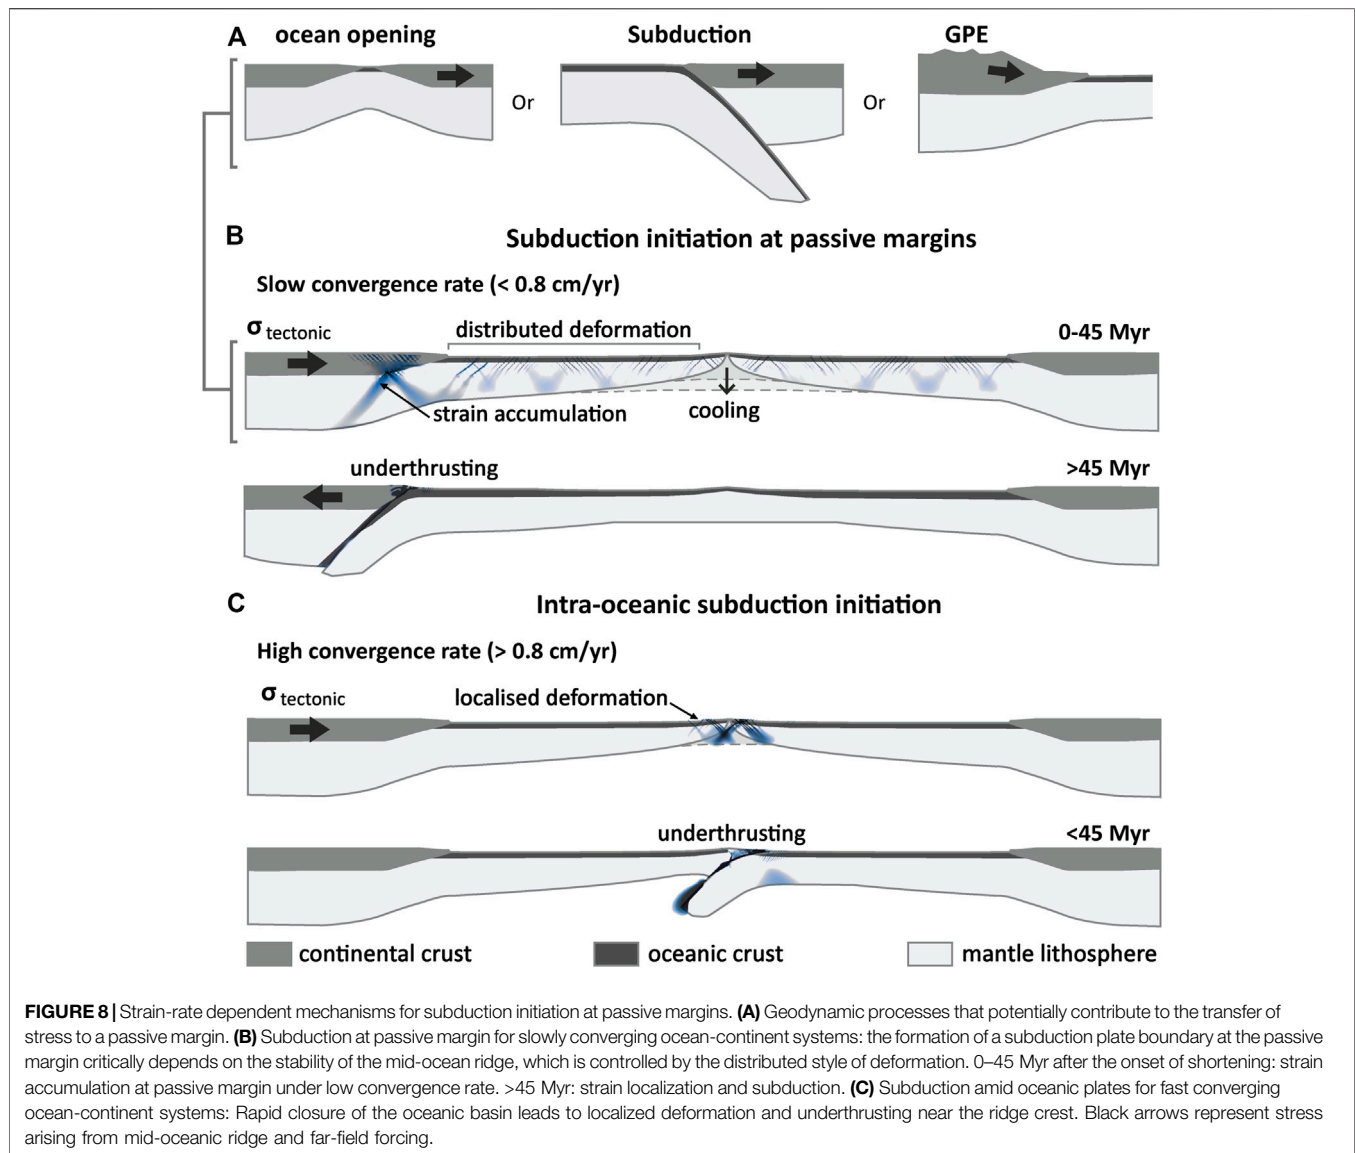 A
ocean opening
Subduction
GPE
Or
Or
B
Subduction initiation at passive margins
Slow convergence rate (< 0.8 cm/yr)
σ tectonic
distributed deformation
0-45 Myr
strain accumulation
cooling
underthrusting
>45 Myr
C
Intra-oceanic subduction initiation
High convergence rate (> 0.8 cm/yr)
σ tectonic
localised deformation
underthrusting
<45 Myr
continental crust
oceanic crust
mantle lithosphere
FIGURE 8 | Strain-rate dependent mechanisms for subduction initiation at passive margins. (A) Geodynamic processes that potentially contribute to the transfer of
stress to a passive margin. (B) Subduction at passive margin for slowly converging ocean-continent systems: the formation of a subduction plate boundary at the passive
margin critically depends on the stability of the mid-ocean ridge, which is controlled by the distributed style of deformation. 0–45 Myr after the onset of shortening: strain
accumulation at passive margin under low convergence rate. >45 Myr: strain localization and subduction. (C) Subduction amid oceanic plates for fast converging
ocean-continent systems: Rapid closure of the oceanic basin leads to localized deformation and underthrusting near the ridge crest. Black arrows represent stress
arising from mid-oceanic ridge and far-field forcing.